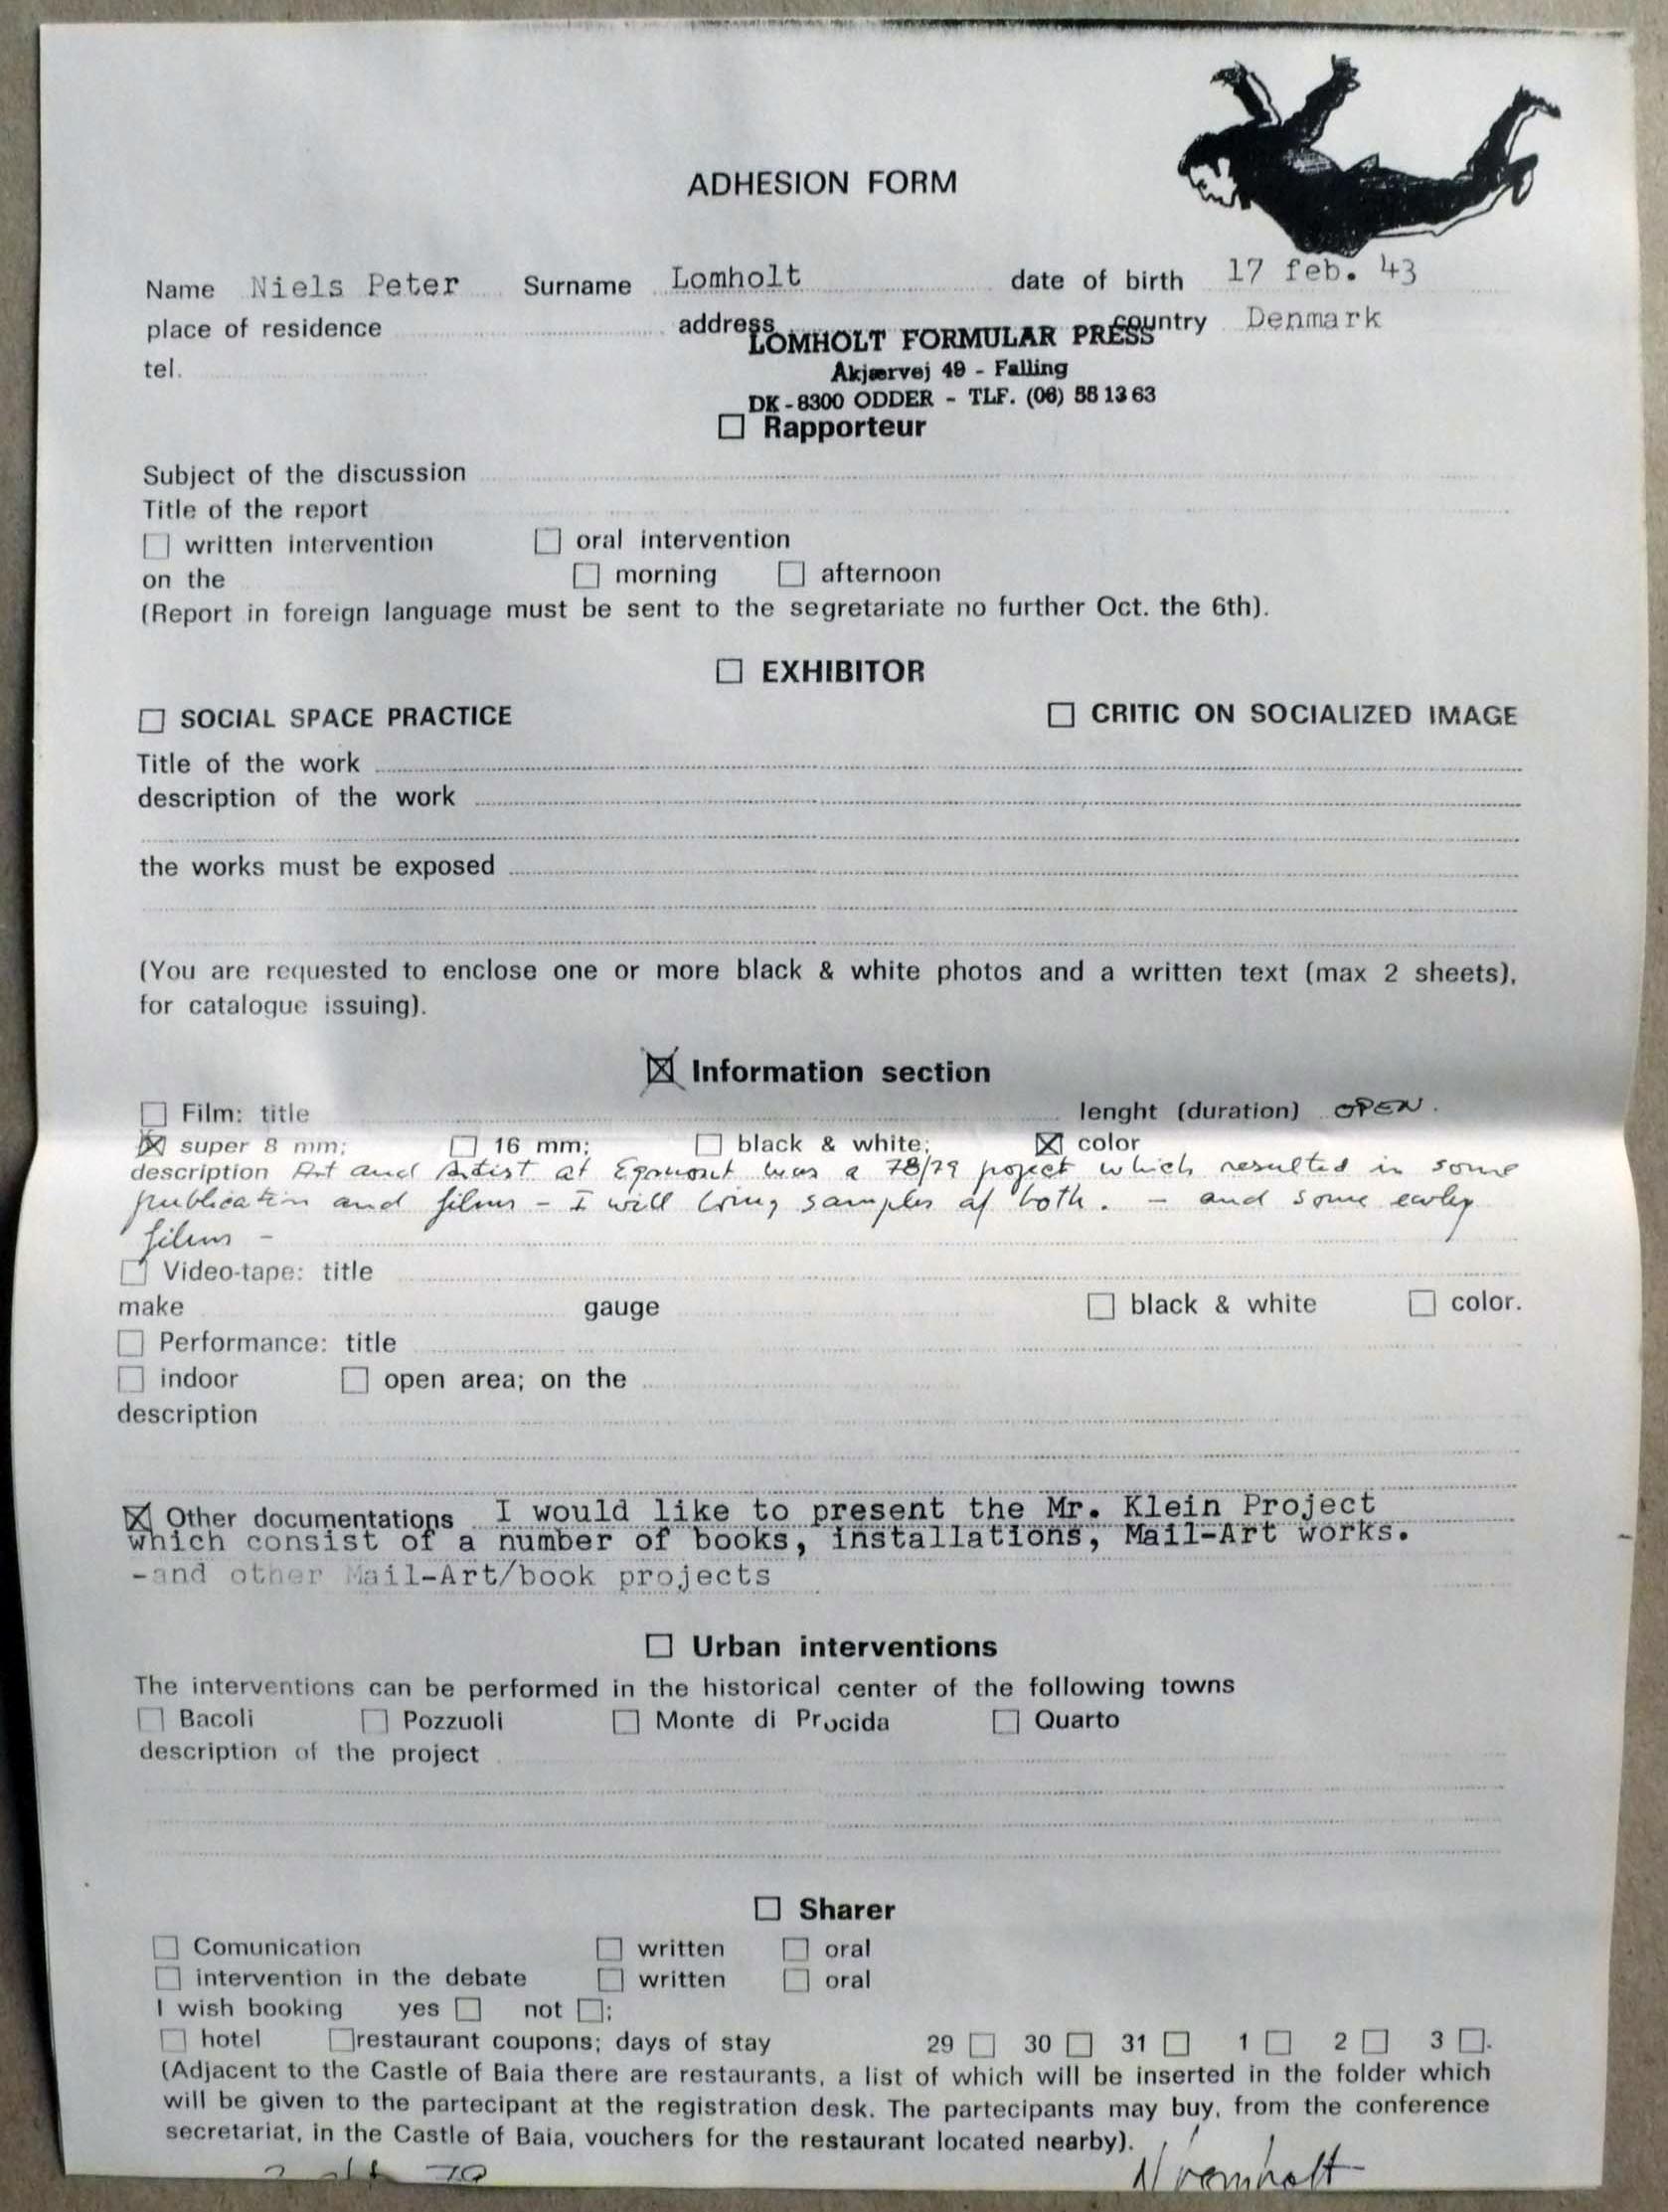 ADHESION FORM
Name Niels Peter Surname Lomholt date of birth 17 feb. 43
place of residence address country Denmark
LOMHOLT FORMULAR PRESS
tel.
Akjærvej 49 - Falling
DK-8300 ODDER - TLF. (06) 55 13 63
☐ Rapporteur
Subject of the discussion
Title of the report
☐ written intervention ☐ oral intervention
on the ☐ morning ☐ afternoon
(Report in foreign language must be sent to the segretariate no further Oct. the 6th).
☐ EXHIBITOR
☐ SOCIAL SPACE PRACTICE ☐ CRITIC ON SOCIALIZED IMAGE
Title of the work
description of the work
the works must be exposed
(You are requested to enclose one or more black & white photos and a written text (max 2 sheets),
for catalogue issuing).
☒ Information section
☐ Film: title lenght (duration) OPEN.
☒ super 8 mm; ☐ 16 mm; ☐ black & white; ☒ color
description Art and Artist at Egmont was a 78/79 project which resulted in some
publication and films - I will bring samples of both. - and some earley
films -
☐ Video-tape: title
make gauge ☐ black & white ☐ color.
☐ Performance: title
☐ indoor ☐ open area; on the
description
☒ Other documentations I would like to present the Mr. Klein Project
which consist of a number of books, installations, Mail-Art works.
-and other Mail-Art/book projects
☐ Urban interventions
The interventions can be performed in the historical center of the following towns
☐ Bacoli ☐ Pozzuoli ☐ Monte di Procida ☐ Quarto
description of the project
☐ Sharer
☐ Comunication ☐ written ☐ oral
☐ intervention in the debate ☐ written ☐ oral
I wish booking yes ☐ not ☐;
☐ hotel ☐ restaurant coupons; days of stay 29 ☐ 30 ☐ 31 ☐ 1 ☐ 2 ☐ 3 ☐.
(Adjacent to the Castle of Baia there are restaurants, a list of which will be inserted in the folder which
will be given to the partecipant at the registration desk. The partecipants may buy, from the conference
secretariat, in the Castle of Baia, vouchers for the restaurant located nearby).